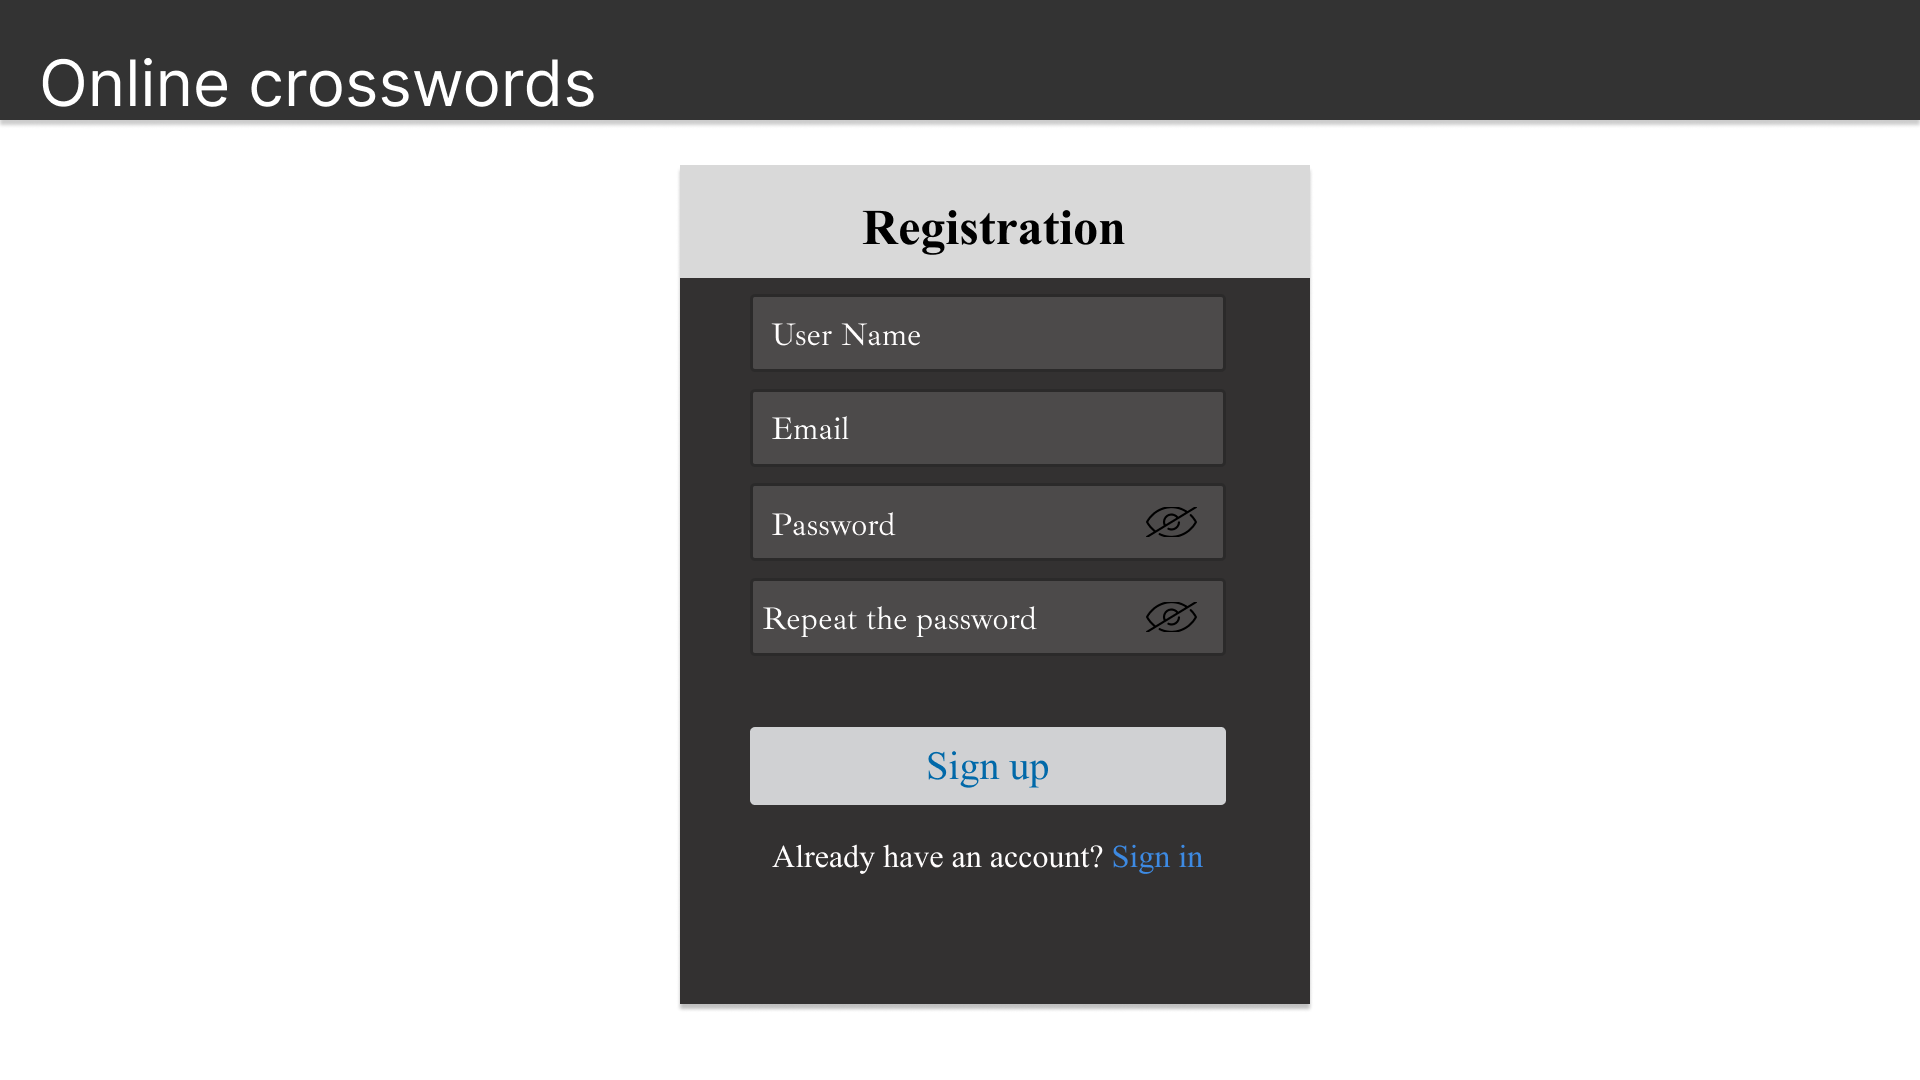 Online crosswords
Registration
User Name
Email
Password
Repeat the password
Sign up
Already have an account? Sign in